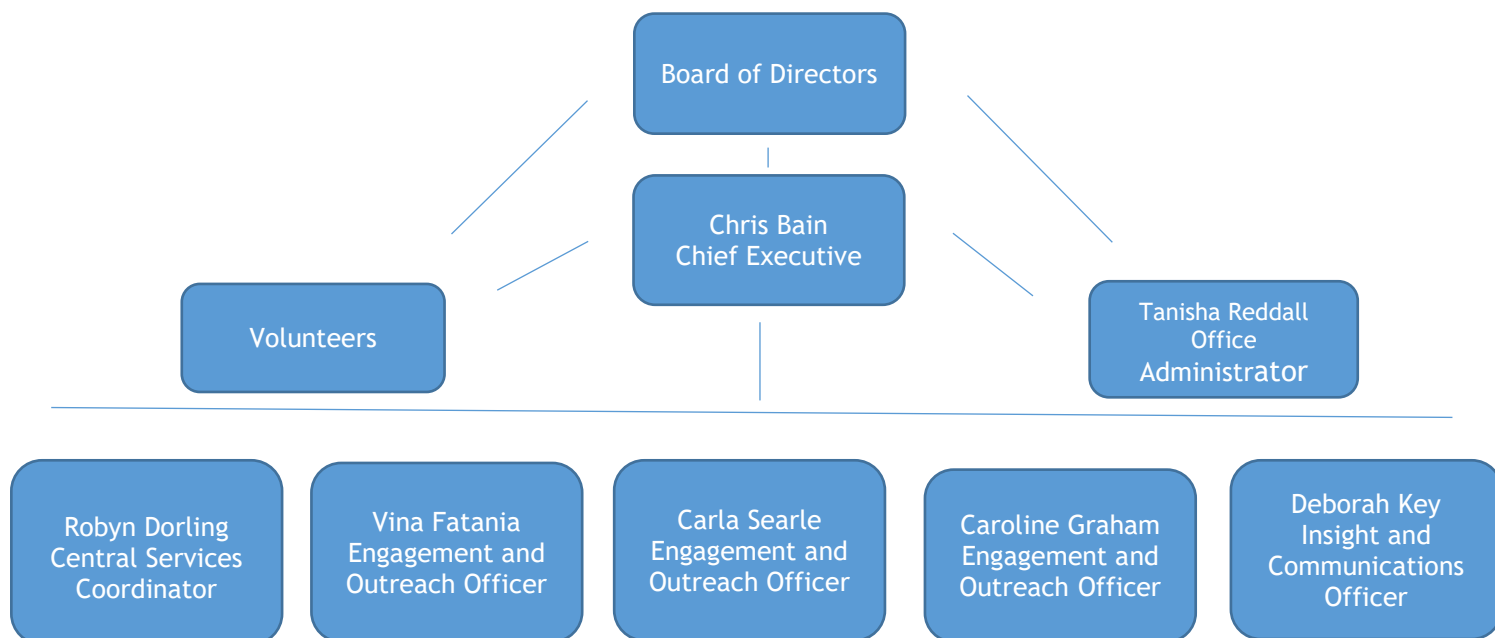 Board of Directors
Chris Bain
Chief Executive
Volunteers
Tanisha Reddall
Office
Administrator
Robyn Dorling
Central Services
Coordinator
Vina Fatania
Engagement and
Outreach Officer
Carla Searle
Engagement and
Outreach Officer
Caroline Graham
Engagement and
Outreach Officer
Deborah Key
Insight and
Communications
Officer